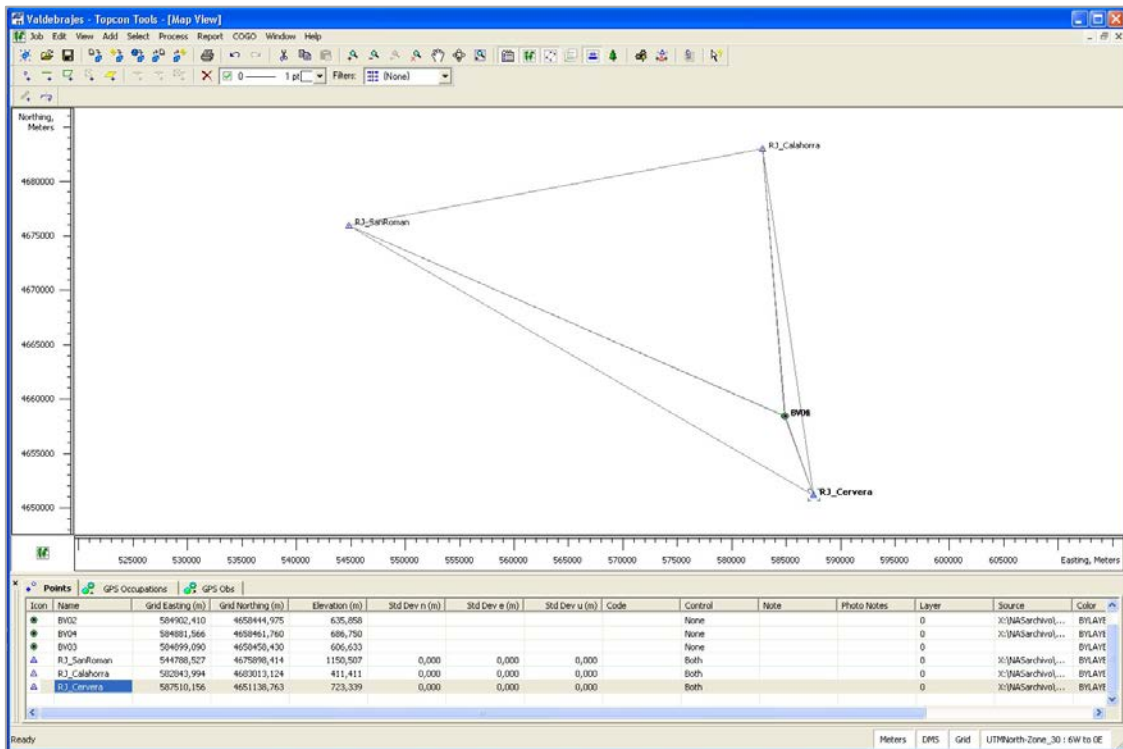 Valdebrajes - Topcon Tools - [Map View]
Job Edit View Add Select Process Report COGO Window Help
0 1 pt Filters: (None)
Northing, Meters
RJ_Calahorra
4680000
RJ_SanRoman
4675000
4670000
4665000
4660000
4655000
RJ_Cervera
4650000
525000 530000 535000 540000 545000 550000 555000 560000 565000 570000 575000 580000 585000 590000 595000 600000 605000 Easting, Meters
Points GPS Occupations GPS Obs
Icon Name Grid Easting (m) Grid Northing (m) Elevation (m) Std Dev n (m) Std Dev e (m) Std Dev u (m) Code Control Note Photo Notes Layer Source Color
BV02 584902,410 4658444,975 635,858 None 0 X:\NASarchivo\,... BYLAYE
BV04 584881,566 4658461,760 686,750 None 0 X:\NASarchivo\,... BYLAYE
BV03 584899,090 4658458,430 606,633 None 0 BYLAYE
RJ_SanRoman 544788,527 4675898,414 1150,507 0,000 0,000 0,000 Both 0 X:\NASarchivo\,... BYLAYE
RJ_Calahorra 582843,994 4683013,124 411,411 0,000 0,000 0,000 Both 0 X:\NASarchivo\,... BYLAYE
RJ_Cervera 587510,156 4651138,763 723,339 0,000 0,000 0,000 Both 0 X:\NASarchivo\,... BYLAYE
Ready Meters DMS Grid UTMNorth-Zone_30 : 6W to 0E